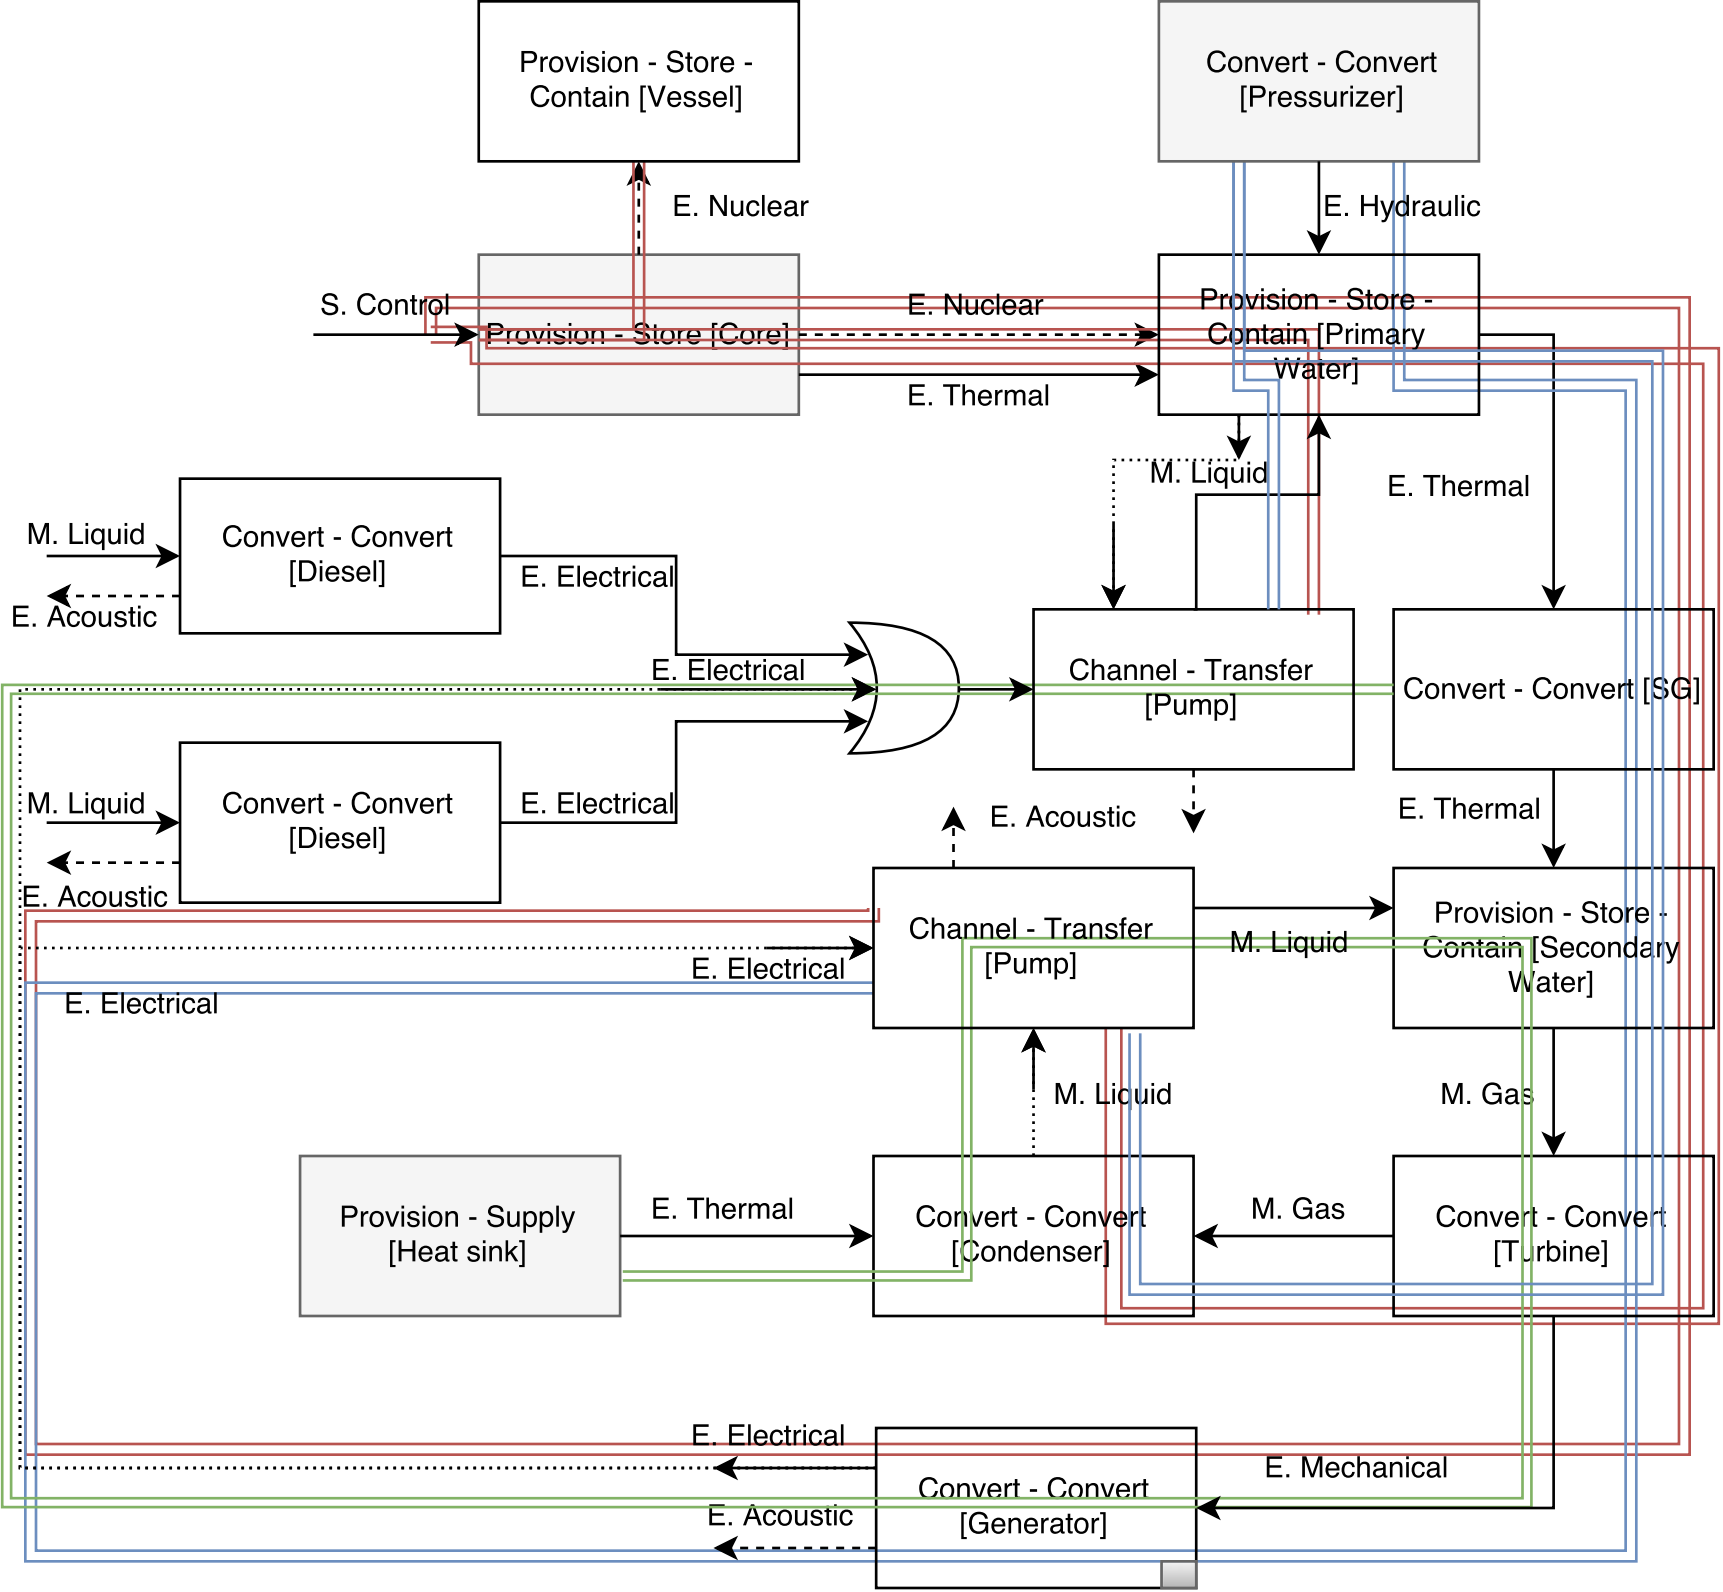 Provision - Store -
Contain [Vessel]
Convert - Convert
[Pressurizer]
E. Nuclear
E. Hydraulic
S. Control
Provision - Store [Core]
E. Nuclear
E. Thermal
Provision - Store -
Contain [Primary
Water]
M. Liquid
E. Thermal
M. Liquid
Convert - Convert
[Diesel]
E. Electrical
E. Acoustic
E. Electrical
Channel - Transfer
[Pump]
Convert - Convert [SG]
M. Liquid
Convert - Convert
[Diesel]
E. Electrical
E. Acoustic
E. Acoustic
E. Thermal
Channel - Transfer
[Pump]
M. Liquid
Provision - Store -
Contain [Secondary
Water]
E. Electrical
E. Electrical
M. Liquid
M. Gas
Provision - Supply
[Heat sink]
E. Thermal
Convert - Convert
[Condenser]
M. Gas
Convert - Convert
[Turbine]
E. Electrical
E. Mechanical
Convert - Convert
[Generator]
E. Acoustic